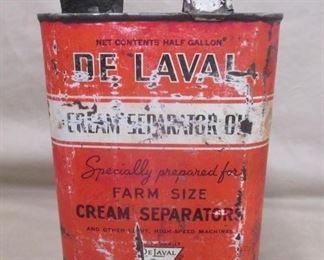 NET CONTENTS HALF GALLON
DE LAVAL
CREAM SEPARATOR OIL
Specially prepared for
FARM SIZE
CREAM SEPARATORS
AND OTHER LIGHT, HIGH-SPEED MACHINES
DE LAVAL